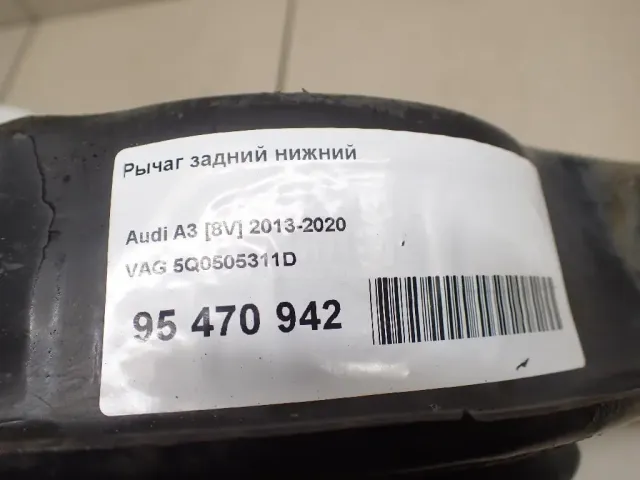 Рычаг задний нижний
Audi A3 [8V] 2013-2020
VAG 5Q0505311D
95 470 942